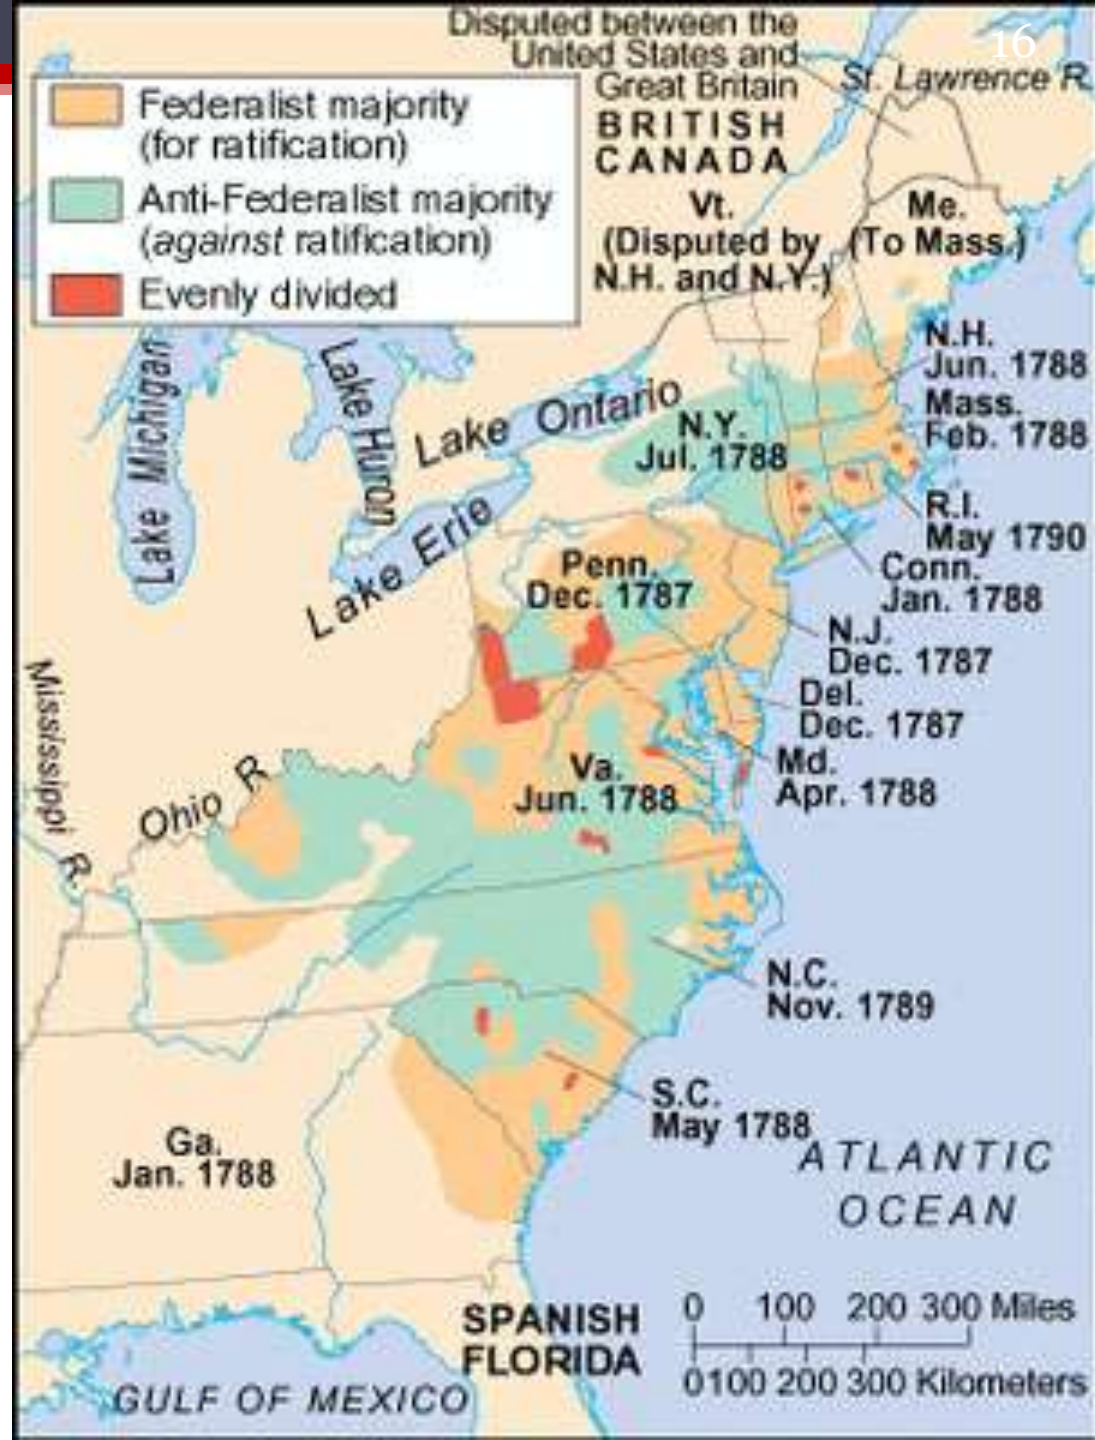 16
Disputed between the
United States and
Great Britain
St. Lawrence R.
Federalist majority
(for ratification)
Anti-Federalist majority
(against ratification)
Evenly divided
BRITISH
CANADA
Vt.
(Disputed by
N.H. and N.Y.)
Me.
(To Mass.)
Lake Michigan
Lake Huron
Lake Ontario
Lake Erie
N.H.
Jun. 1788
Mass.
Feb. 1788
N.Y.
Jul. 1788
R.I.
May 1790
Conn.
Jan. 1788
Penn.
Dec. 1787
N.J.
Dec. 1787
Del.
Dec. 1787
Md.
Apr. 1788
Va.
Jun. 1788
Mississippi R.
Ohio R.
N.C.
Nov. 1789
S.C.
May 1788
Ga.
Jan. 1788
ATLANTIC
OCEAN
SPANISH
FLORIDA
GULF OF MEXICO
0 100 200 300 Miles
0 100 200 300 Kilometers